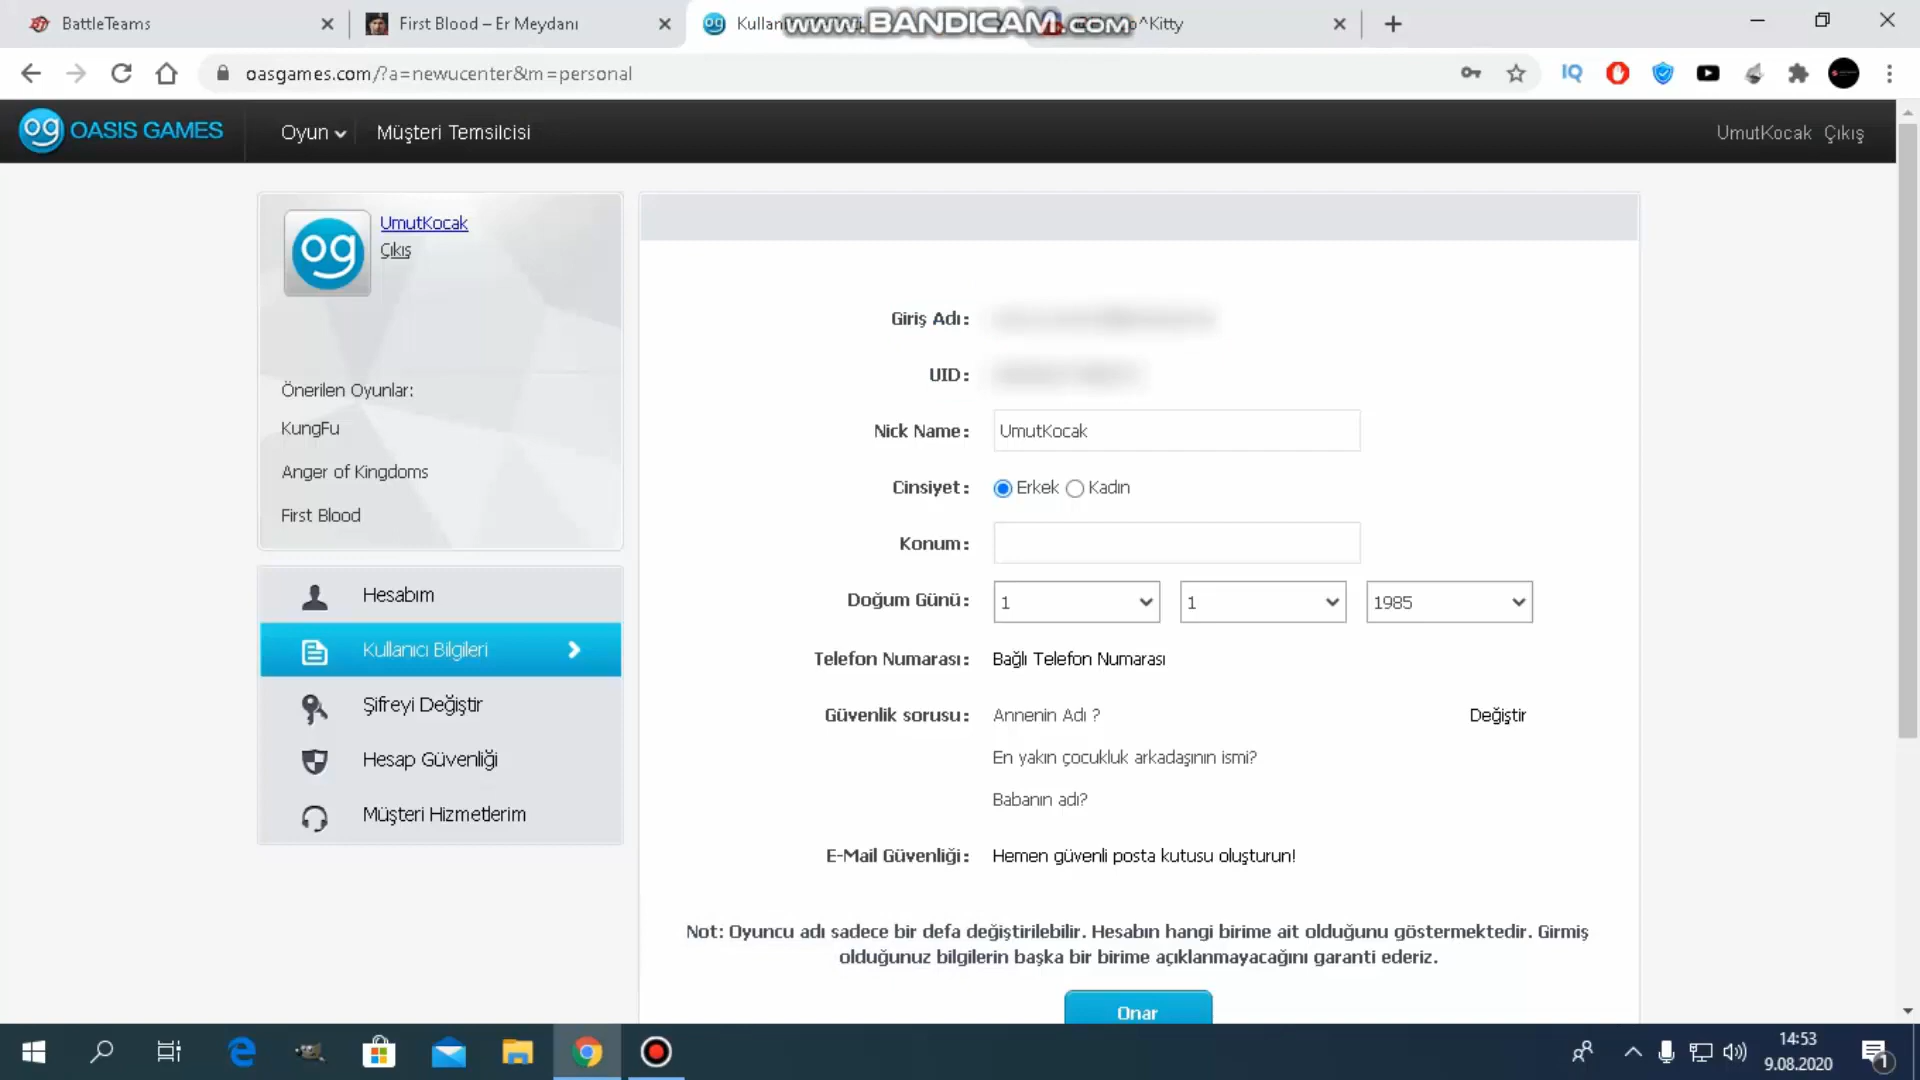 BattleTeams
First Blood – Er Meydanı
www.BANDICAM.com
^Kitty
oasgames.com/?a=newucenter&m=personal
IQ
og OASIS GAMES
Oyun
Müşteri Temsilcisi
UmutKocak Çıkış
og
UmutKocak
Çıkış
Önerilen Oyunlar:
KungFu
Anger of Kingdoms
First Blood
Hesabım
Kullanıcı Bilgileri
Şifreyi Değiştir
Hesap Güvenliği
Müşteri Hizmetlerim
Giriş Adı:
UID:
Nick Name: UmutKocak
Cinsiyet: Erkek Kadın
Konum:
Doğum Günü: 1 1 1985
Telefon Numarası: Bağlı Telefon Numarası
Güvenlik sorusu: Annenin Adı ? Değiştir
En yakın çocukluk arkadaşının ismi?
Babanın adı?
E-Mail Güvenliği: Hemen güvenli posta kutusu oluşturun!
Not: Oyuncu adı sadece bir defa değiştirilebilir. Hesabın hangi birime ait olduğunu göstermektedir. Girmiş
olduğunuz bilgilerin başka bir birime açıklanmayacağını garanti ederiz.
Onar
14:53
9.08.2020
1